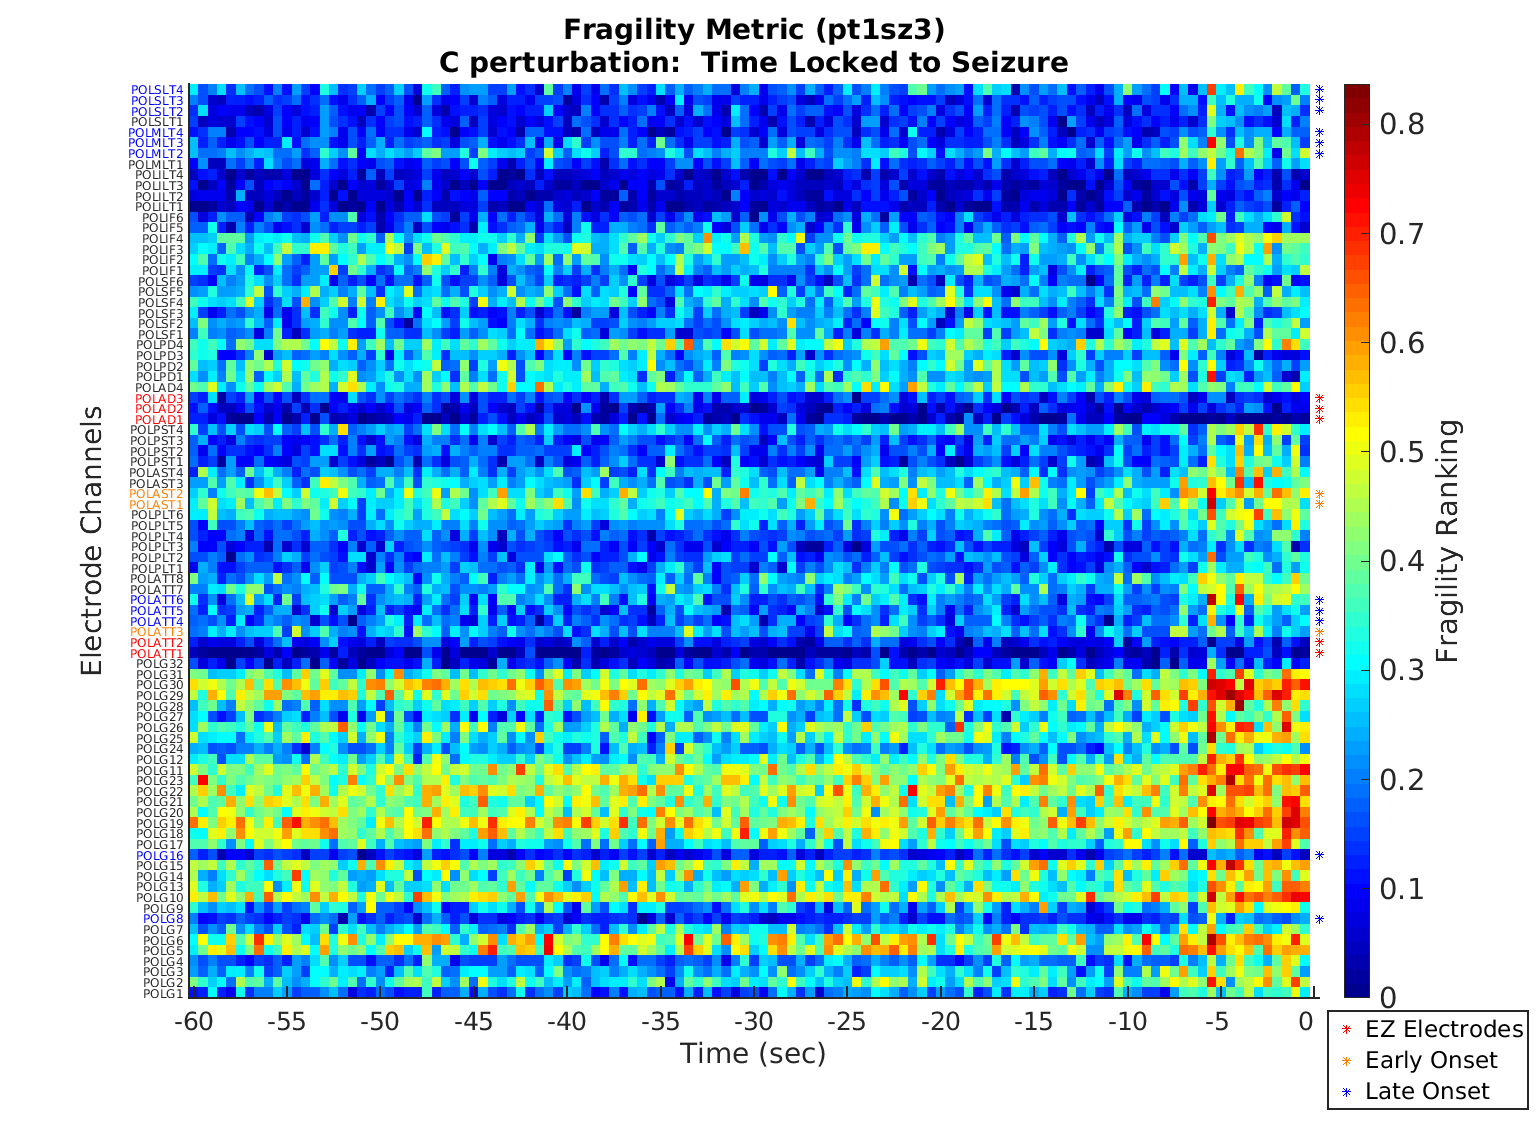 Fragility Metric (pt1sz3)
C perturbation:  Time Locked to Seizure
Electrode Channels
POLSLT4
POLSLT3
POLSLT2
POLSLT1
POLMLT4
POLMLT3
POLMLT2
POLMLT1
POLILT4
POLILT3
POLILT2
POLILT1
POLIF6
POLIF5
POLIF4
POLIF3
POLIF2
POLIF1
POLSF6
POLSF5
POLSF4
POLSF3
POLSF2
POLSF1
POLPD4
POLPD3
POLPD2
POLPD1
POLAD4
POLAD3
POLAD2
POLAD1
POLPST4
POLPST3
POLPST2
POLPST1
POLAST4
POLAST3
POLAST2
POLAST1
POLPLT6
POLPLT5
POLPLT4
POLPLT3
POLPLT2
POLPLT1
POLATT8
POLATT7
POLATT6
POLATT5
POLATT4
POLATT3
POLATT2
POLATT1
POLG32
POLG31
POLG30
POLG29
POLG28
POLG27
POLG26
POLG25
POLG24
POLG12
POLG11
POLG23
POLG22
POLG21
POLG20
POLG19
POLG18
POLG17
POLG16
POLG15
POLG14
POLG13
POLG10
POLG9
POLG8
POLG7
POLG6
POLG5
POLG4
POLG3
POLG2
POLG1
-60 -55 -50 -45 -40 -35 -30 -25 -20 -15 -10 -5 0
Time (sec)
0.8
0.7
0.6
0.5
0.4
0.3
0.2
0.1
0
Fragility Ranking
EZ Electrodes
Early Onset
Late Onset